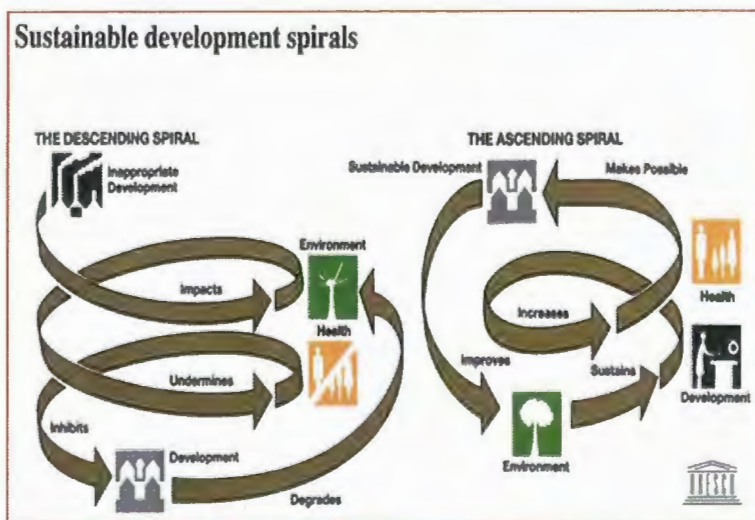 Sustainable development spirals
THE DESCENDING SPIRAL
Inappropriate
Development
Impacts
Environment
Health
Undermines
Inhibits
Development
Degrades
THE ASCENDING SPIRAL
Sustainable Development
Makes Possible
Health
Increases
Improves
Sustains
Development
Environment
UNESCO